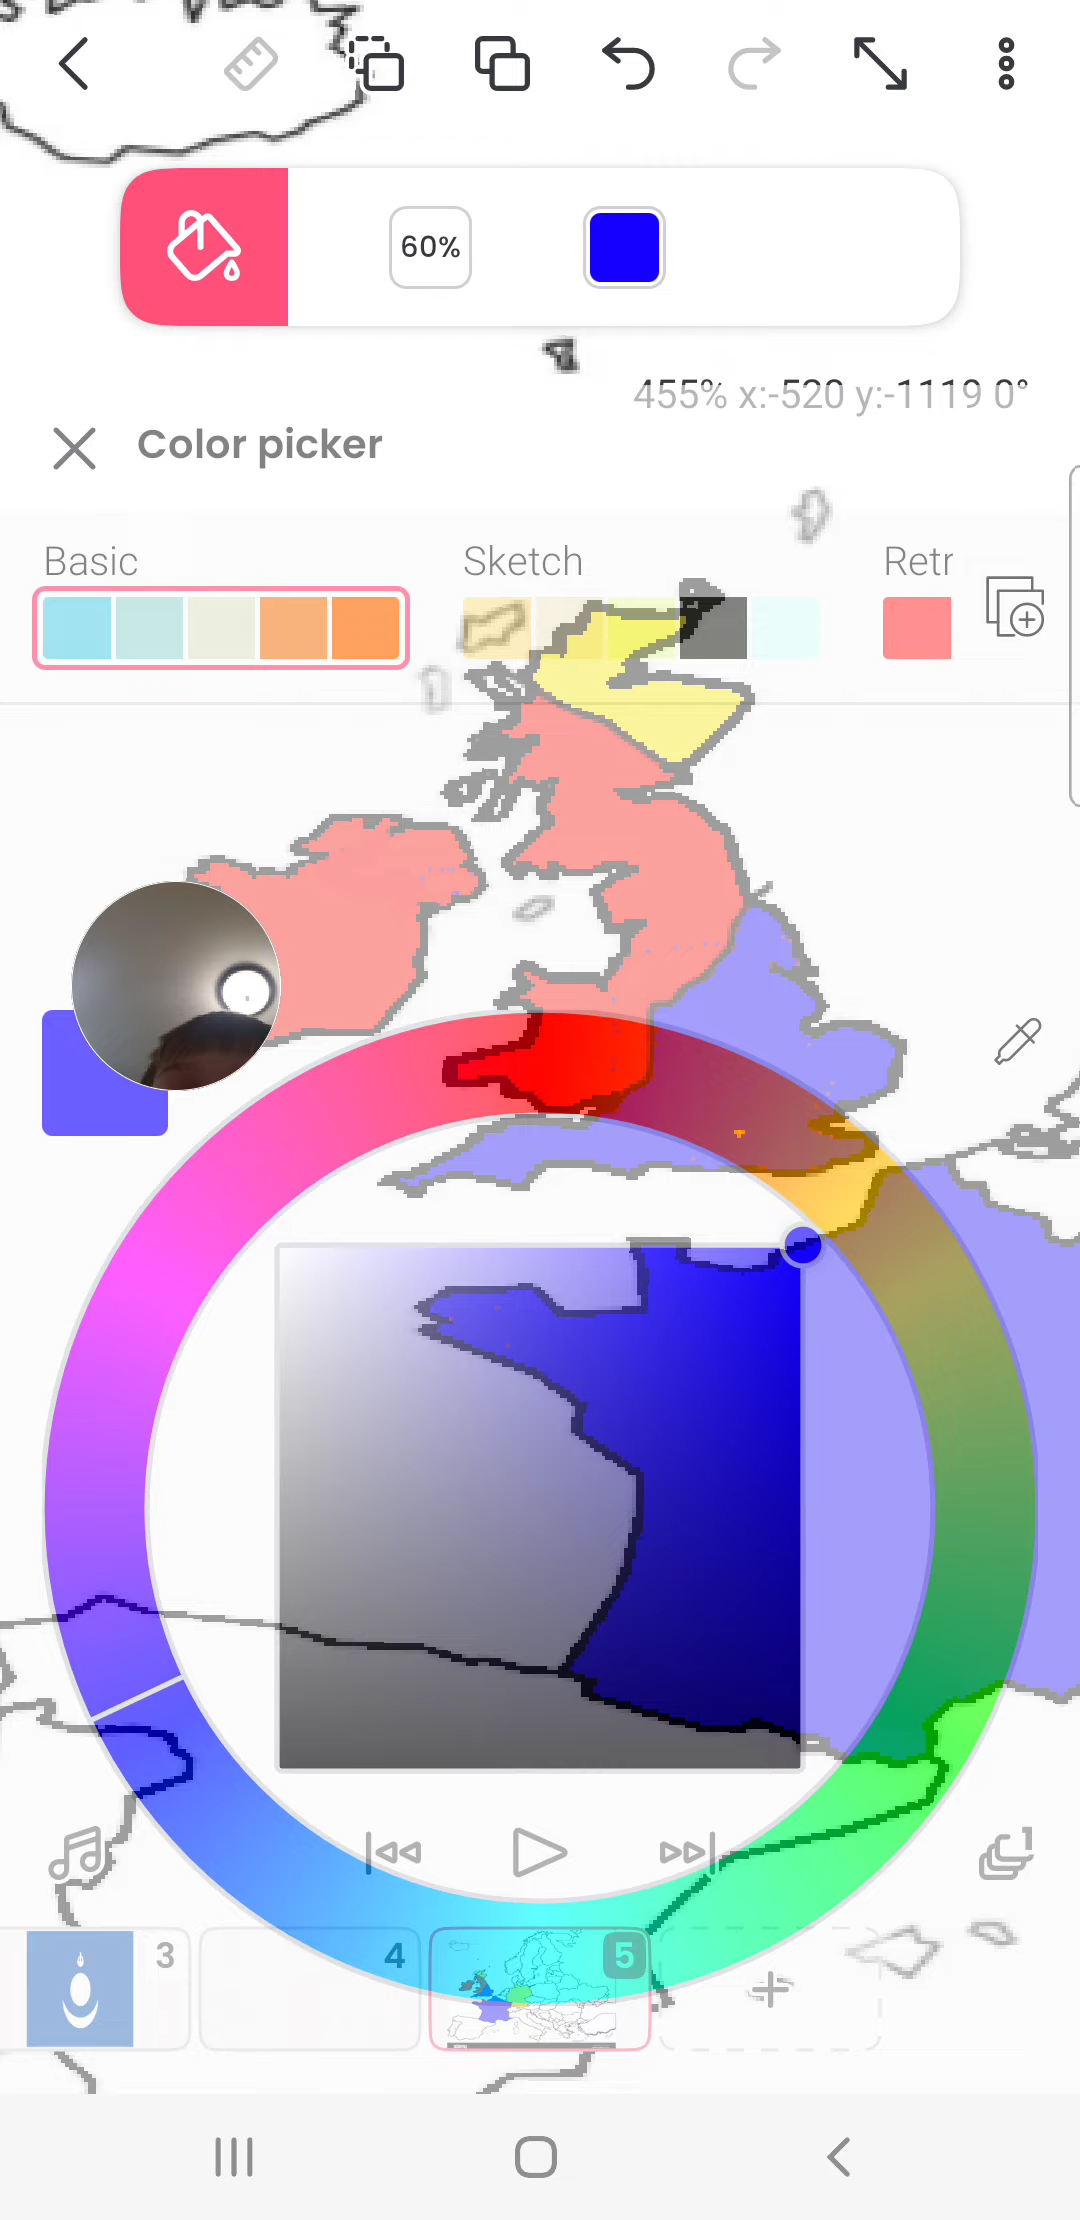 60%
455% x:-520 y:-1119 0°
Color picker
Basic
Sketch
Retr
3
4
5